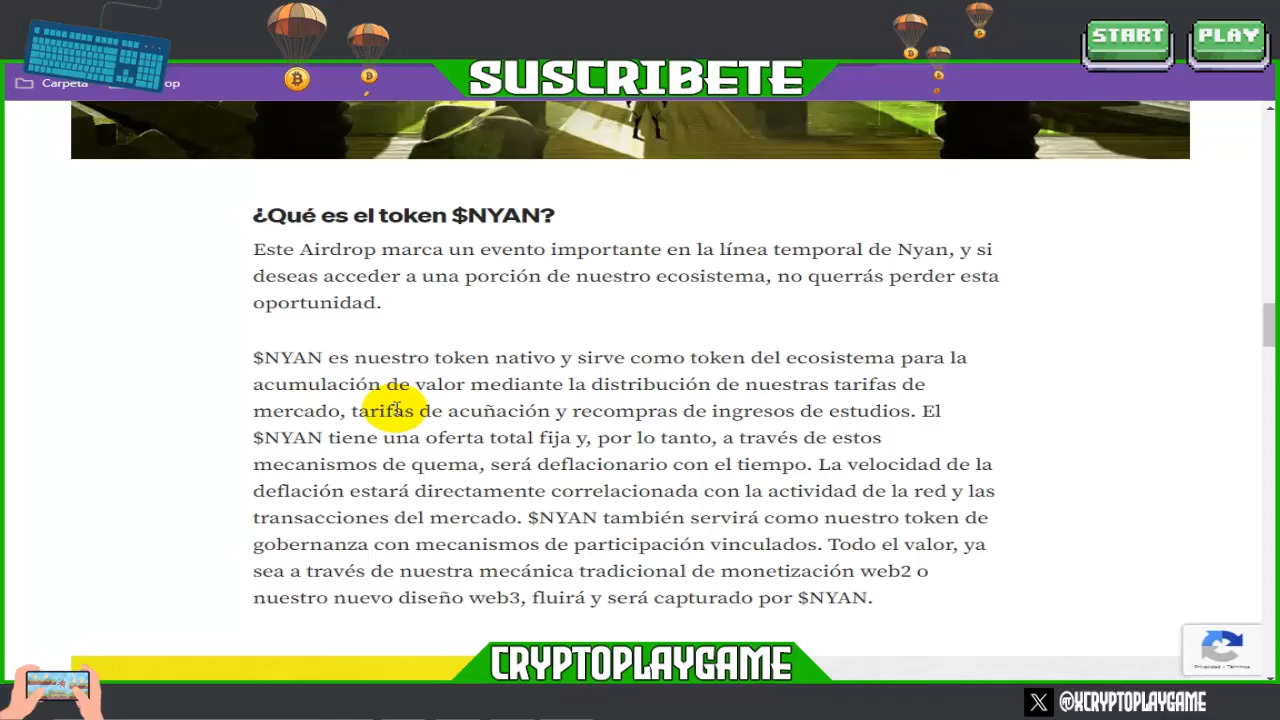 START
PLAY
SUSCRIBETE
Carpeta
op
¿Qué es el token $NYAN?
Este Airdrop marca un evento importante en la línea temporal de Nyan, y si
deseas acceder a una porción de nuestro ecosistema, no querrás perder esta
oportunidad.
$NYAN es nuestro token nativo y sirve como token del ecosistema para la
acumulación de valor mediante la distribución de nuestras tarifas de
mercado, tarifas de acuñación y recompras de ingresos de estudios. El
$NYAN tiene una oferta total fija y, por lo tanto, a través de estos
mecanismos de quema, será deflacionario con el tiempo. La velocidad de la
deflación estará directamente correlacionada con la actividad de la red y las
transacciones del mercado. $NYAN también servirá como nuestro token de
gobernanza con mecanismos de participación vinculados. Todo el valor, ya
sea a través de nuestra mecánica tradicional de monetización web2 o
nuestro nuevo diseño web3, fluirá y será capturado por $NYAN.
Privacidad - Términos
CRYPTOPLAYGAME
@XCRYPTOPLAYGAME